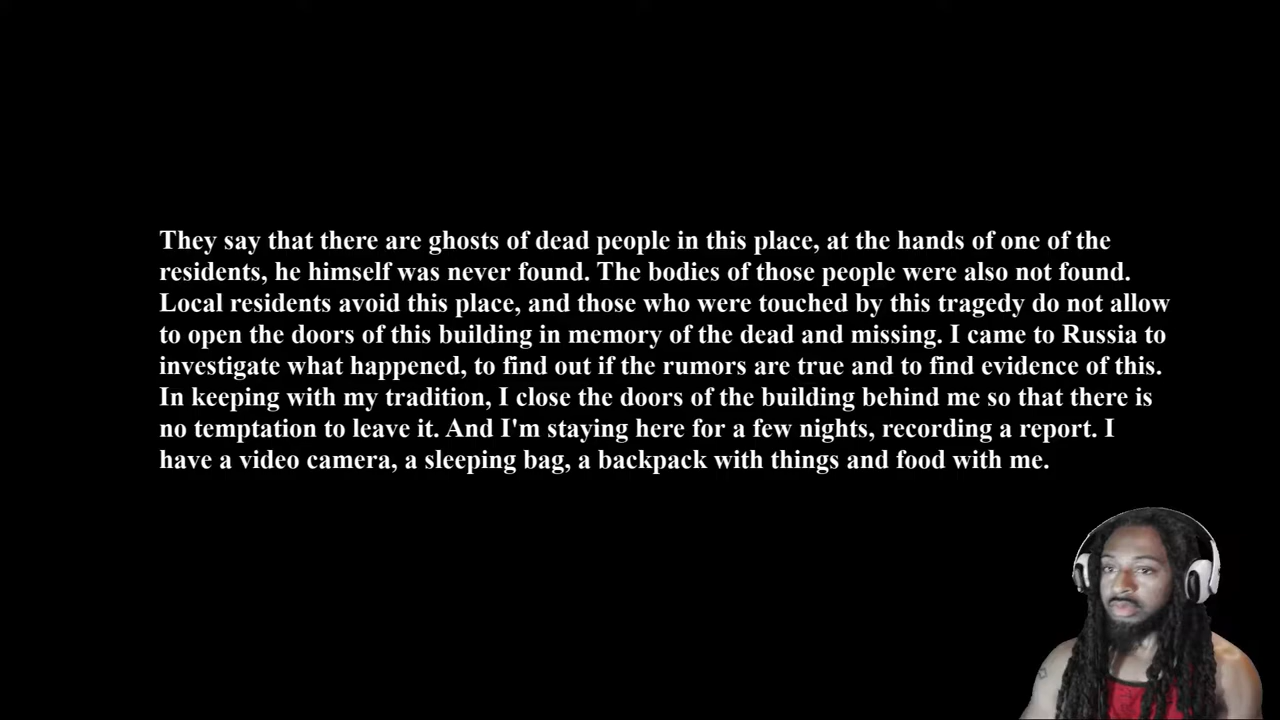 They say that there are ghosts of dead people in this place, at the hands of one of the
residents, he himself was never found. The bodies of those people were also not found.
Local residents avoid this place, and those who were touched by this tragedy do not allow
to open the doors of this building in memory of the dead and missing. I came to Russia to
investigate what happened, to find out if the rumors are true and to find evidence of this.
In keeping with my tradition, I close the doors of the building behind me so that there is
no temptation to leave it. And I'm staying here for a few nights, recording a report. I
have a video camera, a sleeping bag, a backpack with things and food with me.